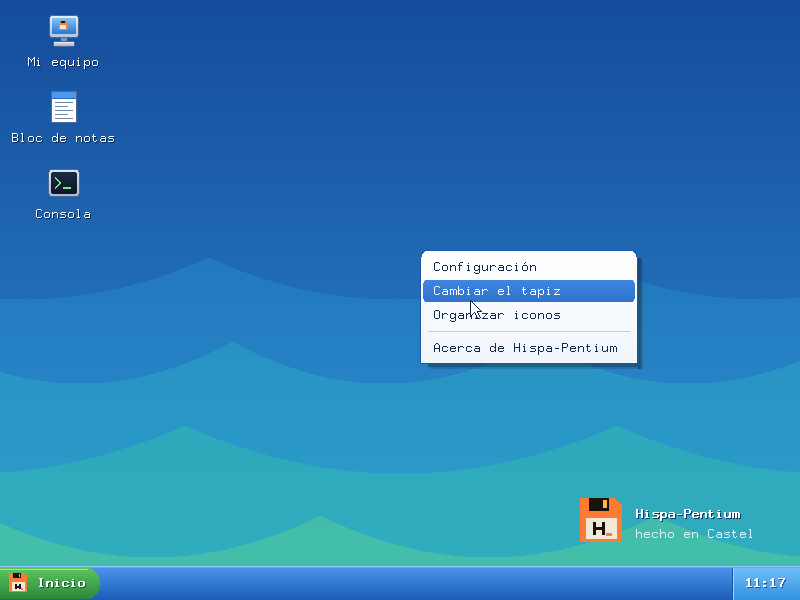 Mi equipo
Bloc de notas
Consola
Configuración
Cambiar el tapiz
Organizar iconos
Acerca de Hispa-Pentium
H_
Hispa-Pentium
hecho en Castel
Inicio
11:17